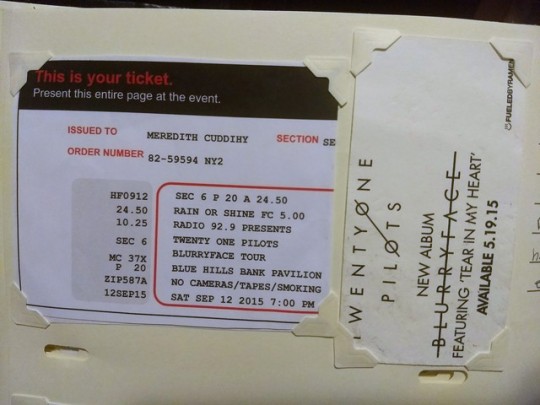 This is your ticket.
Present this entire page at the event.
ISSUED TO
MEREDITH CUDDIHY
SECTION SE
ORDER NUMBER
82-59594 NY2
HF0912
24.50
10.25
SEC 6
MC 37X
P 20
ZIP587A
12SEP15
SEC 6 P 20 A 24.50
RAIN OR SHINE FC 5.00
RADIO 92.9 PRESENTS
TWENTY ONE PILOTS
BLURRYFACE TOUR
BLUE HILLS BANK PAVILION
NO CAMERAS/TAPES/SMOKING
SAT SEP 12 2015 7:00 PM
TWENTY ØNE
PILØTS
NEW ALBUM
BLURRYFACE
FEATURING 'TEAR IN MY HEART'
AVAILABLE 5.19.15